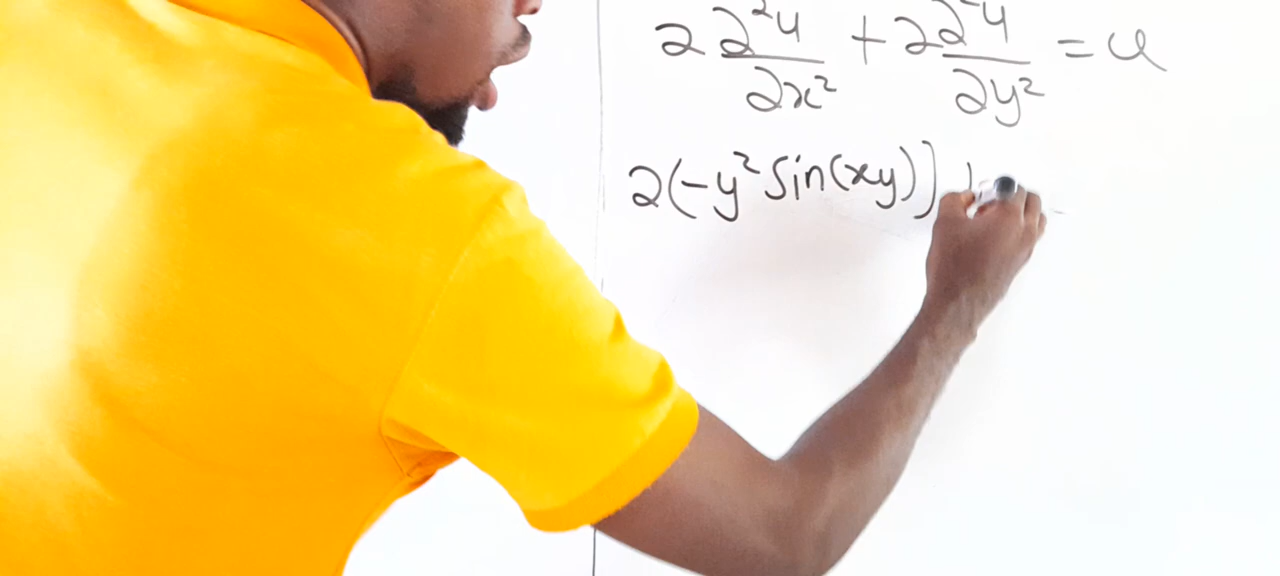 2 ∂²u/∂x² + 2∂²u/∂y² = u
2(-y² Sin(xy)) +